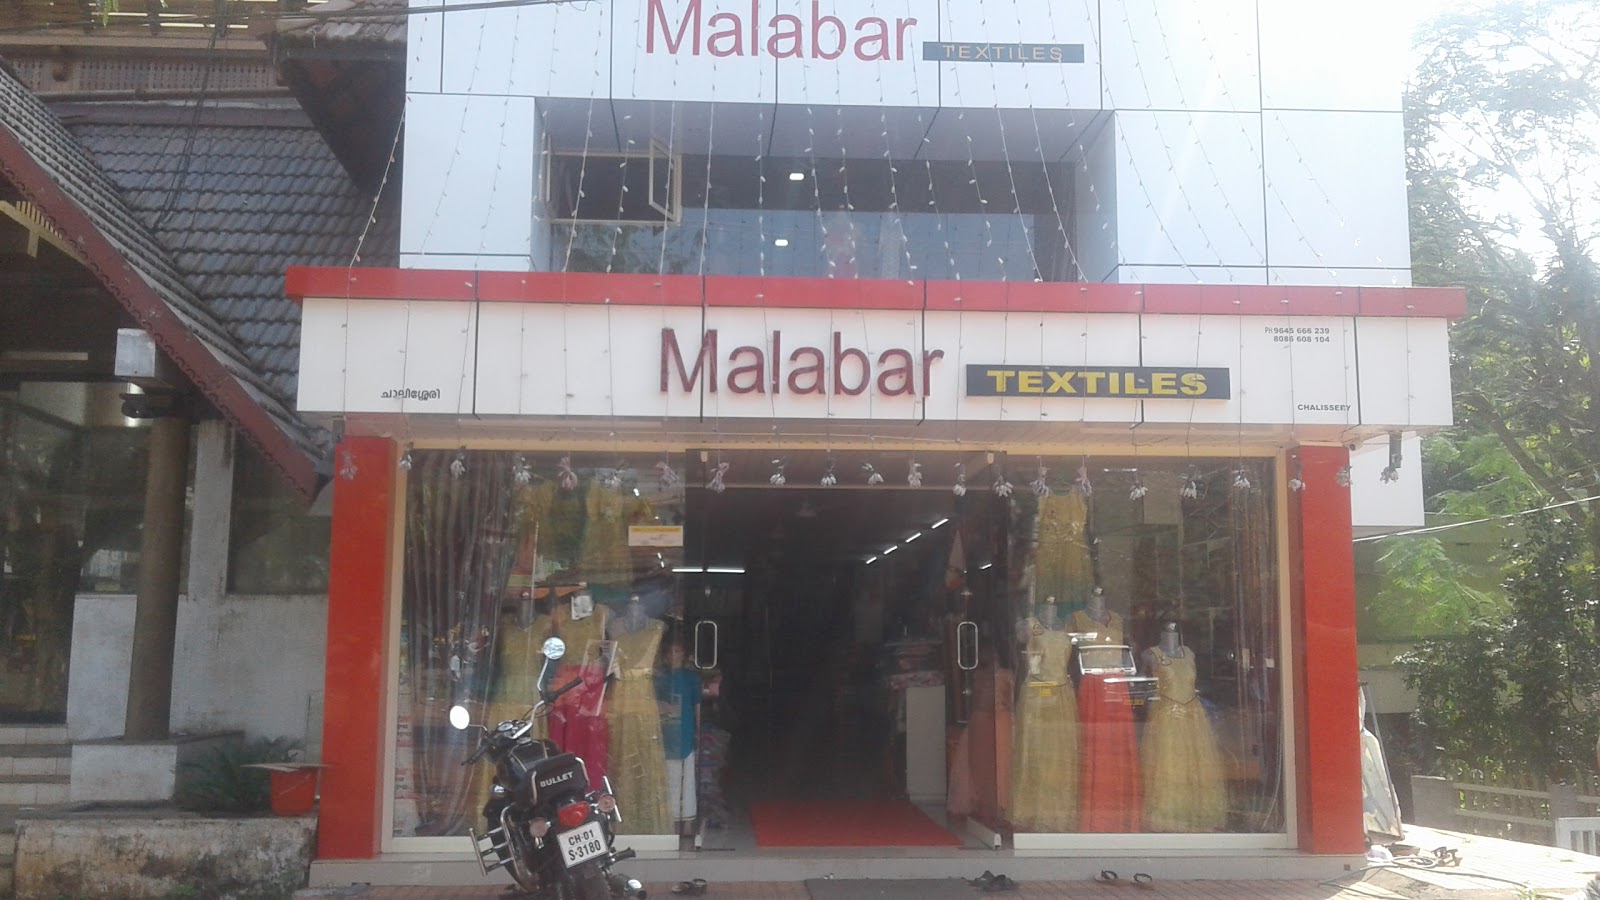 Malabar TEXTILES
PH 9645 666 239
8086 608 104
Malabar TEXTILES
ചാലിശ്ശേരി
CHALISSERY
BULLET
CH·01
S·3180